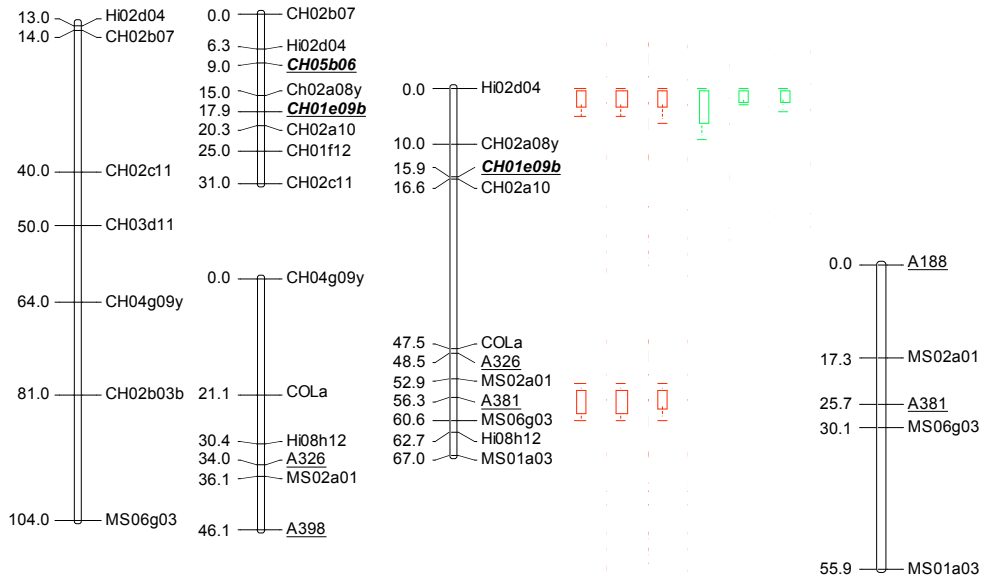 13.0 Hi02d04
14.0 CH02b07
40.0 CH02c11
50.0 CH03d11
64.0 CH04g09y
81.0 CH02b03b
104.0 MS06g03
0.0 CH02b07
6.3 Hi02d04
9.0 CH05b06
15.0 Ch02a08y
17.9 CH01e09b
20.3 CH02a10
25.0 CH01f12
31.0 CH02c11
0.0 CH04g09y
21.1 COLa
30.4 Hi08h12
34.0 A326
36.1 MS02a01
46.1 A398
0.0 Hi02d04
10.0 CH02a08y
15.9 CH01e09b
16.6 CH02a10
47.5 COLa
48.5 A326
52.9 MS02a01
56.3 A381
60.6 MS06g03
62.7 Hi08h12
67.0 MS01a03
0.0 A188
17.3 MS02a01
25.7 A381
30.1 MS06g03
55.9 MS01a03